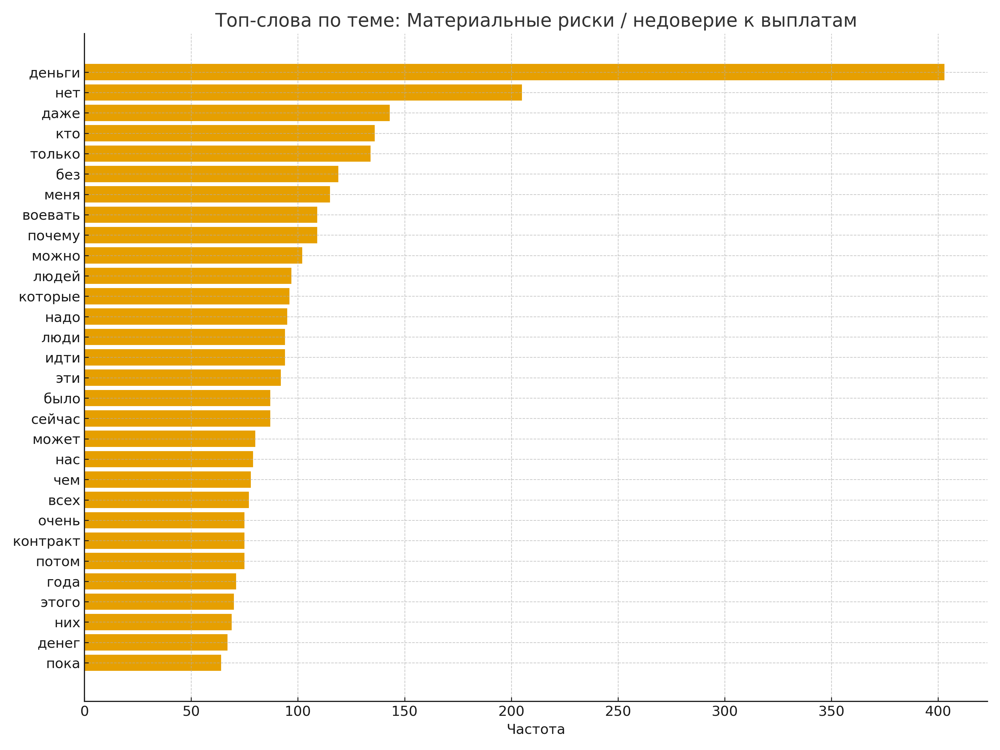 Топ-слова по теме: Материальные риски / недоверие к выплатам
деньги
нет
даже
кто
только
без
меня
воевать
почему
можно
людей
которые
надо
люди
идти
эти
было
сейчас
может
нас
чем
всех
очень
контракт
потом
года
этого
них
денег
пока
0 50 100 150 200 250 300 350 400
Частота